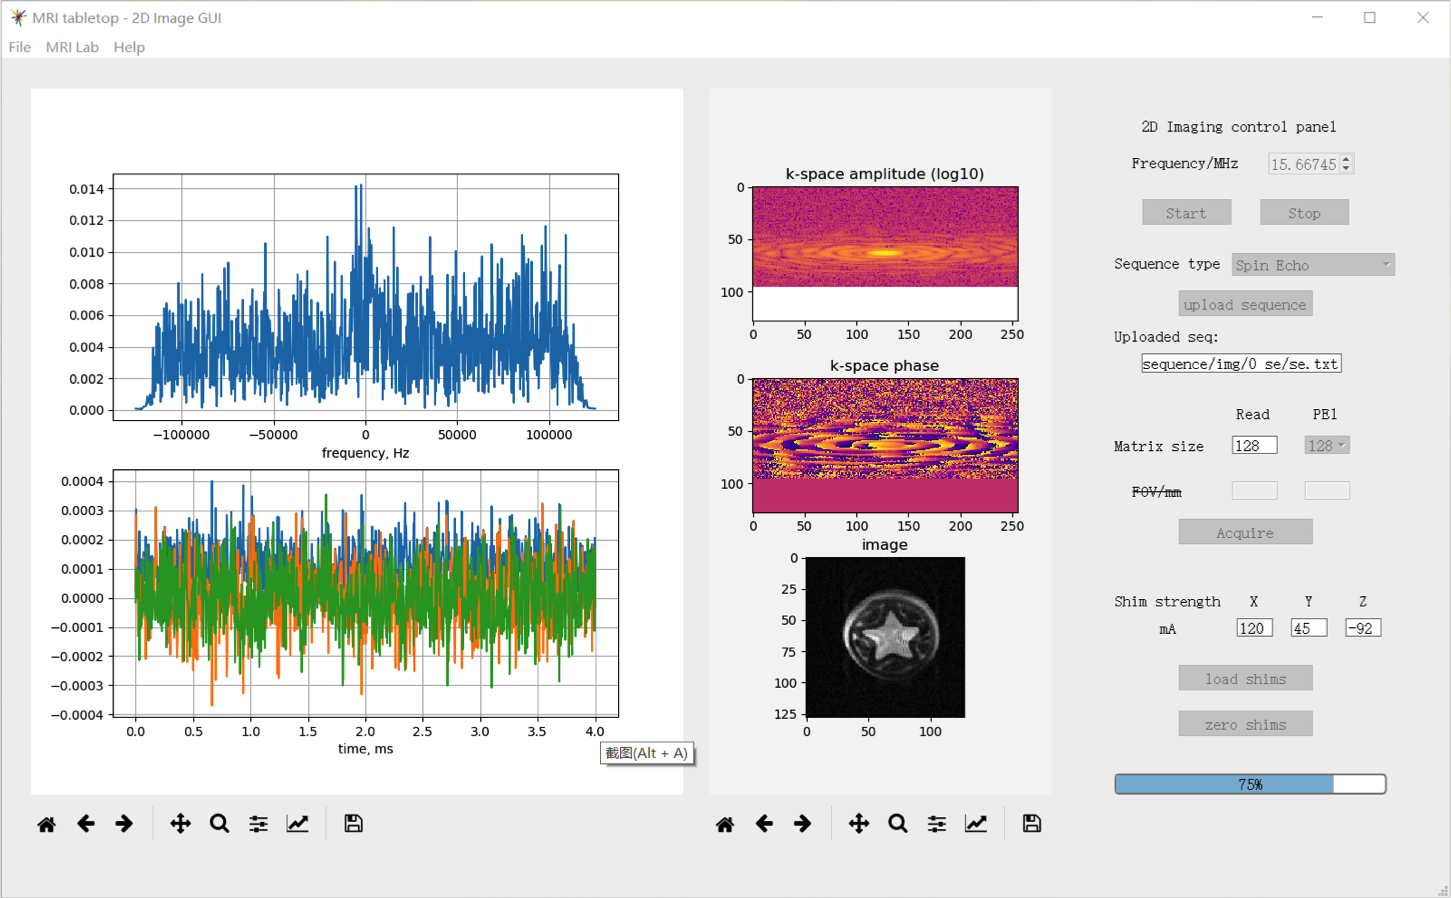 MRI tabletop - 2D Image GUI
File MRI Lab Help
0.014
0.012
0.010
0.008
0.006
0.004
0.002
0.000
−100000 −50000 0 50000 100000
frequency, Hz
0.0004
0.0003
0.0002
0.0001
0.0000
−0.0001
−0.0002
−0.0003
−0.0004
0.0 0.5 1.0 1.5 2.0 2.5 3.0 3.5 4.0
time, ms
截图(Alt + A)
k-space amplitude (log10)
0
50
100
0 50 100 150 200 250
k-space phase
0
50
100
0 50 100 150 200 250
image
0
25
50
75
100
125
0 50 100
2D Imaging control panel
Frequency/MHz 15.66745
Start Stop
Sequence type Spin Echo
upload sequence
Uploaded seq:
sequence/img/0 se/se.txt
Read PE1
Matrix size 128 128
FOV/mm
Acquire
Shim strength X Y Z
mA 120 45 -92
load shims
zero shims
75%